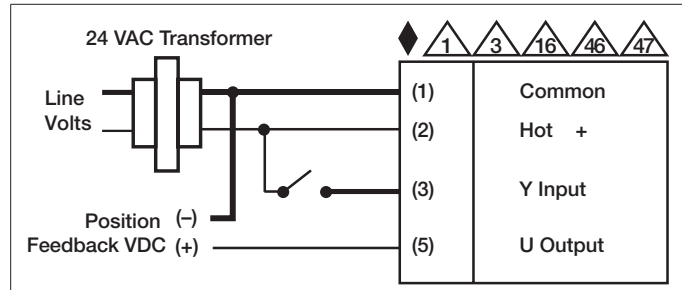 24 VAC Transformer
1 3 16 46 47
Line
Volts
(1) Common
(2) Hot +
(3) Y Input
Position (–)
Feedback VDC (+)
(5) U Output